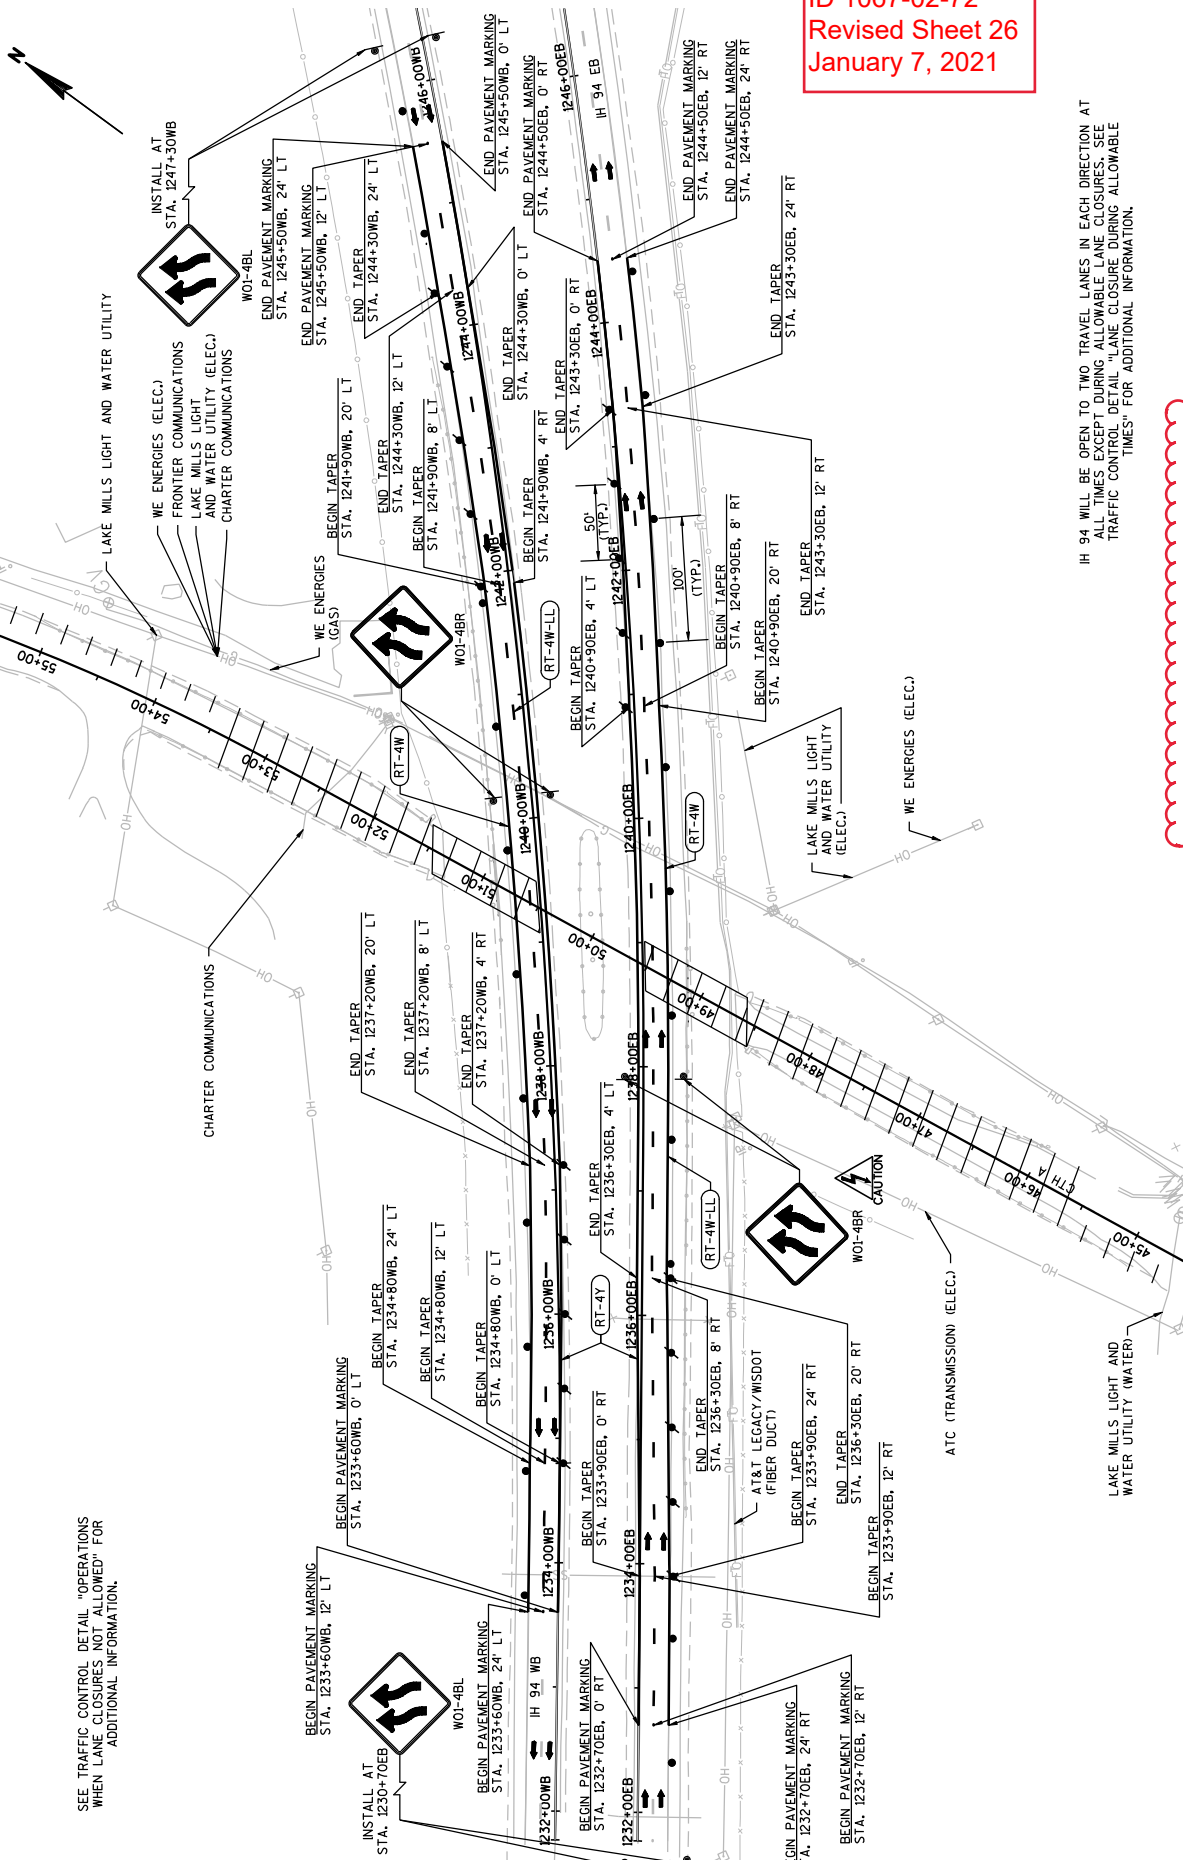 ID 1067-02-72
Revised Sheet 26
January 7, 2021
N
INSTALL AT
STA. 1247+30WB
W01-4BL
LAKE MILLS LIGHT AND WATER UTILITY
WE ENERGIES (ELEC.)
FRONTIER COMMUNICATIONS
LAKE MILLS LIGHT
AND WATER UTILITY (ELEC.)
CHARTER COMMUNICATIONS
WE ENERGIES
(GAS)
END PAVEMENT MARKING
STA. 1245+50WB, 24' LT
END PAVEMENT MARKING
STA. 1245+50WB, 12' LT
END TAPER
STA. 1244+30WB, 24' LT
BEGIN TAPER
STA. 1241+90WB, 20' LT
END TAPER
STA. 1244+30WB, 12' LT
BEGIN TAPER
STA. 1241+90WB, 8' LT
END PAVEMENT MARKING
STA. 1245+50WB, 0' LT
END TAPER
STA. 1244+30WB, 0' LT
BEGIN TAPER
STA. 1241+90WB, 4' RT
END PAVEMENT MARKING
STA. 1244+50EB, 0' RT
END TAPER
STA. 1243+30EB, 0' RT
BEGIN TAPER
STA. 1240+90EB, 4' LT
END PAVEMENT MARKING
STA. 1244+50EB, 12' RT
END PAVEMENT MARKING
STA. 1244+50EB, 24' RT
END TAPER
STA. 1243+30EB, 24' RT
END TAPER
STA. 1243+30EB, 12' RT
BEGIN TAPER
STA. 1240+90EB, 8' RT
BEGIN TAPER
STA. 1240+90EB, 20' RT
50'
(TYP.)
100'
(TYP.)
1246+00WB
1244+00WB
1242+00WB
1240+00WB
1238+00WB
1236+00WB
1234+00WB
1232+00WB
IH 94 WB
1246+00EB
1244+00EB
1242+00EB
1240+00EB
1238+00EB
1236+00EB
1234+00EB
1232+00EB
IH 94 EB
W01-4BR
RT-4W
RT-4W-LL
RT-4W
RT-4W-LL
RT-4Y
55+00
54+00
53+00
52+00
51+00
50+00
49+00
48+00
47+00
46+00
45+00
CTH A
CHARTER COMMUNICATIONS
LAKE MILLS LIGHT
AND WATER UTILITY
(ELEC.)
WE ENERGIES (ELEC.)
END TAPER
STA. 1237+20WB, 20' LT
END TAPER
STA. 1237+20WB, 8' LT
END TAPER
STA. 1237+20WB, 4' RT
BEGIN TAPER
STA. 1234+80WB, 24' LT
BEGIN TAPER
STA. 1234+80WB, 12' LT
BEGIN TAPER
STA. 1234+80WB, 0' LT
BEGIN PAVEMENT MARKING
STA. 1233+60WB, 0' LT
BEGIN PAVEMENT MARKING
STA. 1233+60WB, 12' LT
BEGIN PAVEMENT MARKING
STA. 1233+60WB, 24' LT
END TAPER
STA. 1236+30EB, 4' LT
BEGIN TAPER
STA. 1233+90EB, 0' RT
BEGIN PAVEMENT MARKING
STA. 1232+70EB, 0' RT
END TAPER
STA. 1236+30EB, 8' RT
AT&T LEGACY/WISDOT
(FIBER DUCT)
BEGIN TAPER
STA. 1233+90EB, 24' RT
END TAPER
STA. 1236+30EB, 20' RT
BEGIN TAPER
STA. 1233+90EB, 12' RT
GIN PAVEMENT MARKING
TA. 1232+70EB, 24' RT
BEGIN PAVEMENT MARKING
STA. 1232+70EB, 12' RT
W01-4BR
CAUTION
ATC (TRANSMISSION) (ELEC.)
LAKE MILLS LIGHT AND
WATER UTILITY (WATER)
INSTALL AT
STA. 1230+70EB
W01-4BL
SEE TRAFFIC CONTROL DETAIL "OPERATIONS
WHEN LANE CLOSURES NOT ALLOWED" FOR
ADDITIONAL INFORMATION.
IH 94 WILL BE OPEN TO TWO TRAVEL LANES IN EACH DIRECTION AT
ALL TIMES EXCEPT DURING ALLOWABLE LANE CLOSURES. SEE
TRAFFIC CONTROL DETAIL "LANE CLOSURE DURING ALLOWABLE
TIMES" FOR ADDITIONAL INFORMATION.